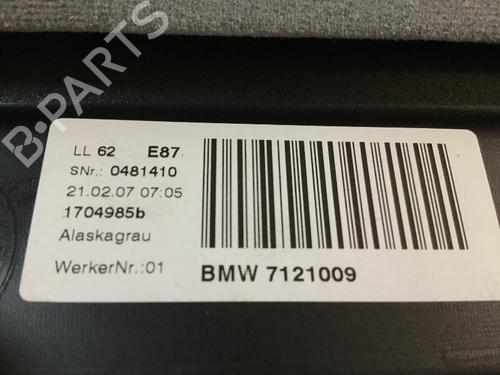 B-PARTS
LL 62 E87
SNr.: 0481410
21.02.07 07:05
1704985b
Alaskagrau
WerkerNr.:01
BMW 7121009